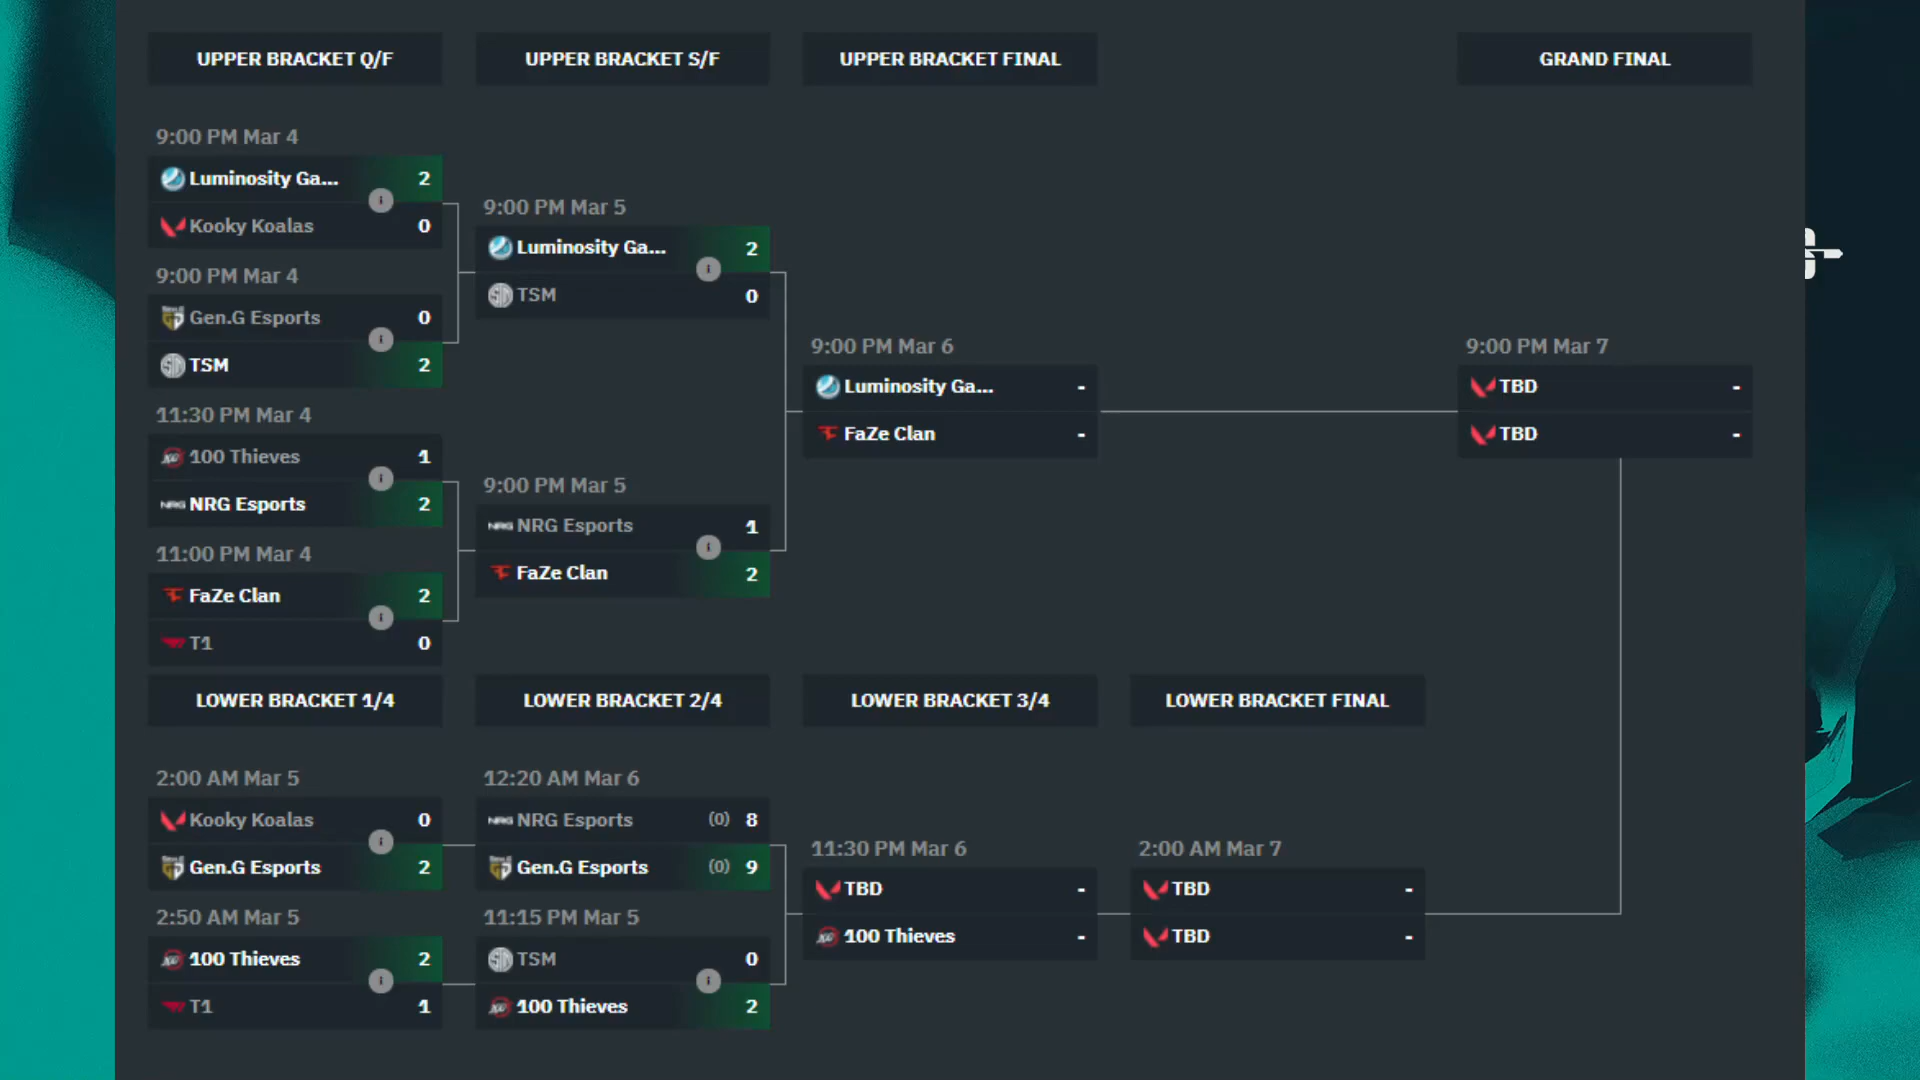 UPPER BRACKET Q/F
UPPER BRACKET S/F
UPPER BRACKET FINAL
GRAND FINAL
9:00 PM Mar 4
Luminosity Ga... 2
Kooky Koalas 0
9:00 PM Mar 4
Gen.G Esports 0
TSM 2
11:30 PM Mar 4
100 Thieves 1
NRG Esports 2
11:00 PM Mar 4
FaZe Clan 2
T1 0
9:00 PM Mar 5
Luminosity Ga... 2
TSM 0
9:00 PM Mar 5
NRG Esports 1
FaZe Clan 2
9:00 PM Mar 6
Luminosity Ga... -
FaZe Clan -
9:00 PM Mar 7
TBD -
TBD -
LOWER BRACKET 1/4
LOWER BRACKET 2/4
LOWER BRACKET 3/4
LOWER BRACKET FINAL
2:00 AM Mar 5
Kooky Koalas 0
Gen.G Esports 2
2:50 AM Mar 5
100 Thieves 2
T1 1
12:20 AM Mar 6
NRG Esports (0) 8
Gen.G Esports (0) 9
11:15 PM Mar 5
TSM 0
100 Thieves 2
11:30 PM Mar 6
TBD -
100 Thieves -
2:00 AM Mar 7
TBD -
TBD -